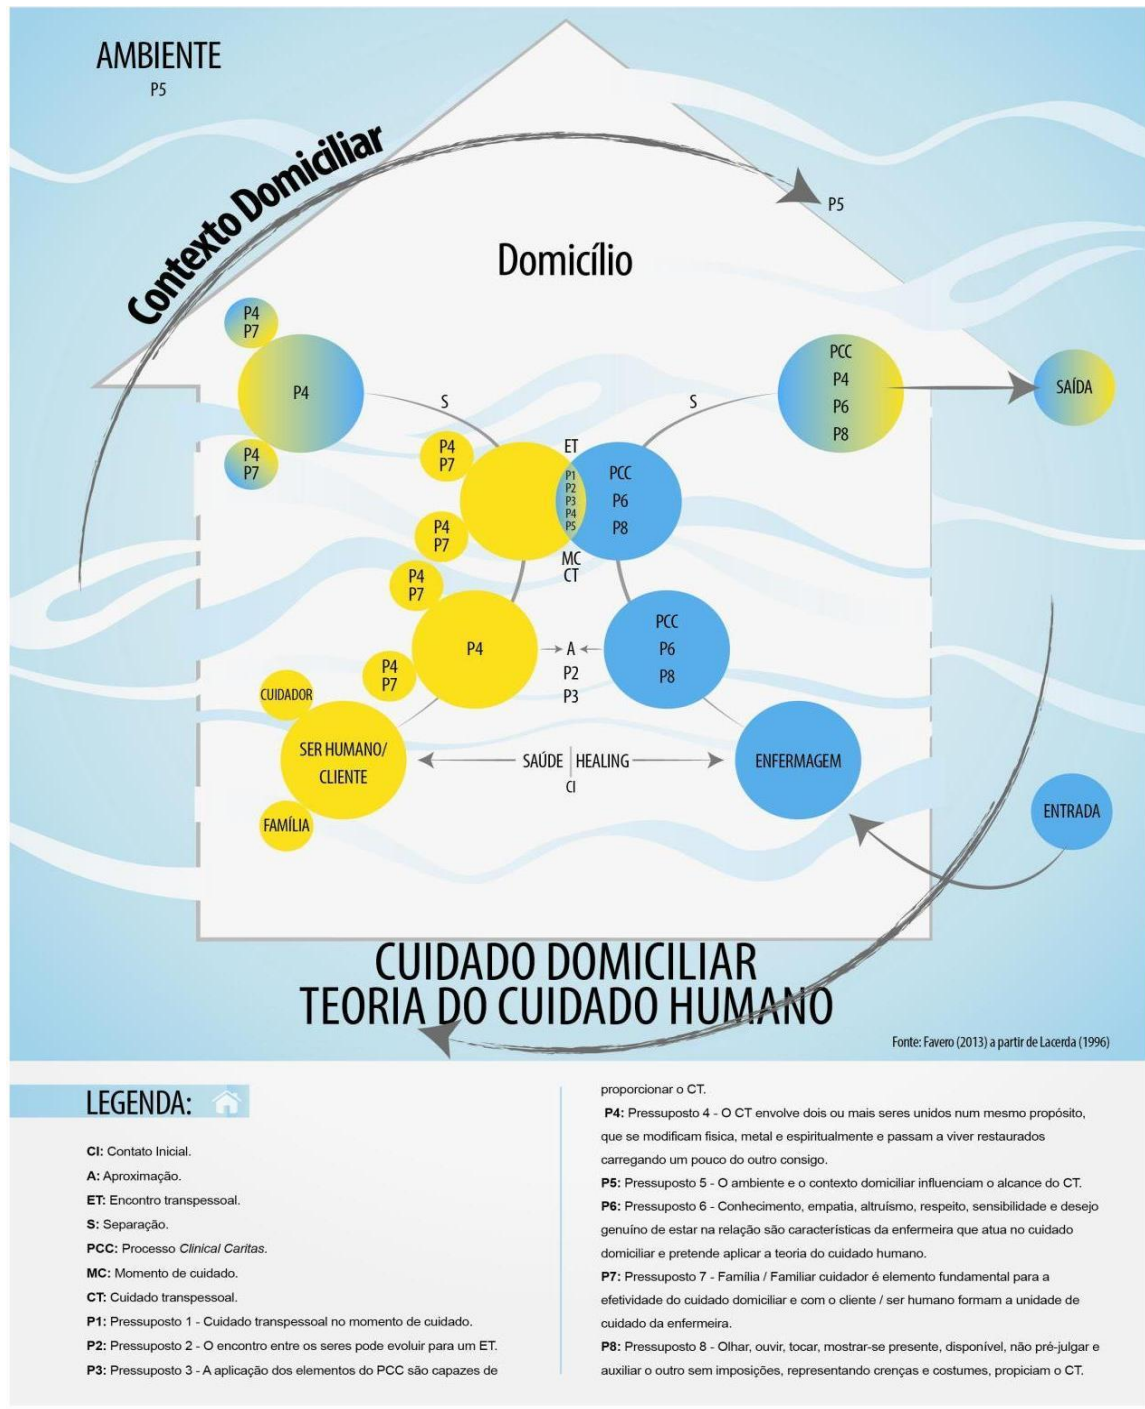 AMBIENTE
P5
Contexto Domiciliar
P5
Domicílio
P4
P7
P4
P4
P7
S
S
PCC
P4
P6
P8
SAÍDA
P4
P7
ET
P1
P2
P3
P4
P5
PCC
P6
P8
P4
P7
MC
CT
P4
P7
P4
A
P2
P3
PCC
P6
P8
P4
P7
CUIDADOR
SER HUMANO/
CLIENTE
FAMÍLIA
SAÚDE HEALING
CI
ENFERMAGEM
ENTRADA
CUIDADO DOMICILIAR
TEORIA DO CUIDADO HUMANO
Fonte: Favero (2013) a partir de Lacerda (1996)
LEGENDA:
CI: Contato Inicial.
A: Aproximação.
ET: Encontro transpessoal.
S: Separação.
PCC: Processo Clinical Caritas.
MC: Momento de cuidado.
CT: Cuidado transpessoal.
P1: Pressuposto 1 - Cuidado transpessoal no momento de cuidado.
P2: Pressuposto 2 - O encontro entre os seres pode evoluir para um ET.
P3: Pressuposto 3 - A aplicação dos elementos do PCC são capazes de
proporcionar o CT.
P4: Pressuposto 4 - O CT envolve dois ou mais seres unidos num mesmo propósito,
que se modificam fisica, metal e espiritualmente e passam a viver restaurados
carregando um pouco do outro consigo.
P5: Pressuposto 5 - O ambiente e o contexto domiciliar influenciam o alcance do CT.
P6: Pressuposto 6 - Conhecimento, empatia, altruísmo, respeito, sensibilidade e desejo
genuíno de estar na relação são características da enfermeira que atua no cuidado
domiciliar e pretende aplicar a teoria do cuidado humano.
P7: Pressuposto 7 - Família / Familiar cuidador é elemento fundamental para a
efetividade do cuidado domiciliar e com o cliente / ser humano formam a unidade de
cuidado da enfermeira.
P8: Pressuposto 8 - Olhar, ouvir, tocar, mostrar-se presente, disponível, não pré-julgar e
auxiliar o outro sem imposições, representando crenças e costumes, propiciam o CT.